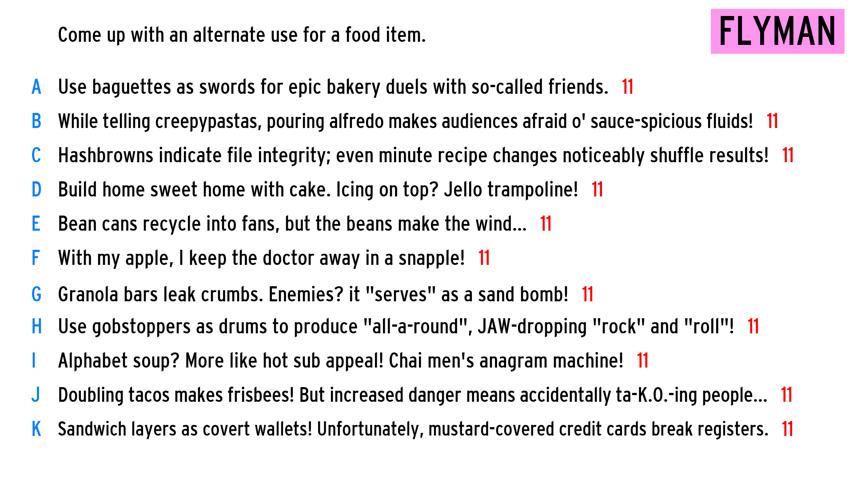 Come up with an alternate use for a food item.
FLYMAN
A Use baguettes as swords for epic bakery duels with so-called friends. 11
B While telling creepypastas, pouring alfredo makes audiences afraid o' sauce-spicious fluids! 11
C Hashbrowns indicate file integrity; even minute recipe changes noticeably shuffle results! 11
D Build home sweet home with cake. Icing on top? Jello trampoline! 11
E Bean cans recycle into fans, but the beans make the wind... 11
F With my apple, I keep the doctor away in a snapple! 11
G Granola bars leak crumbs. Enemies? it "serves" as a sand bomb! 11
H Use gobstoppers as drums to produce "all-a-round", JAW-dropping "rock" and "roll"! 11
I Alphabet soup? More like hot sub appeal! Chai men's anagram machine! 11
J Doubling tacos makes frisbees! But increased danger means accidentally ta-K.O.-ing people... 11
K Sandwich layers as covert wallets! Unfortunately, mustard-covered credit cards break registers. 11